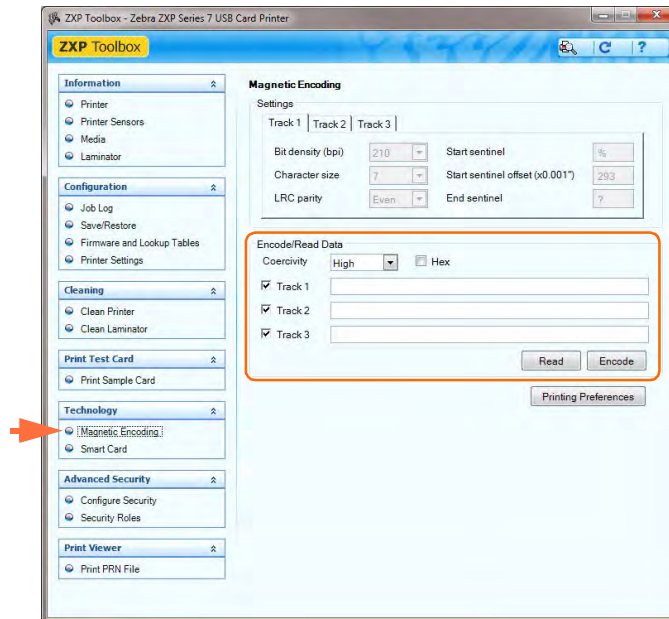 ZXP Toolbox - Zebra ZXP Series 7 USB Card Printer
ZXP Toolbox
Information
Printer
Printer Sensors
Media
Laminator
Configuration
Job Log
Save/Restore
Firmware and Lookup Tables
Printer Settings
Cleaning
Clean Printer
Clean Laminator
Print Test Card
Print Sample Card
Technology
Magnetic Encoding
Smart Card
Advanced Security
Configure Security
Security Roles
Print Viewer
Print PRN File
Magnetic Encoding
Settings
Track 1 Track 2 Track 3
Bit density (bpi) 210 Start sentinel %
Character size 7 Start sentinel offset (x0.001") 293
LRC parity Even End sentinel ?
Encode/Read Data
Coercivity High Hex
Track 1
Track 2
Track 3
Read Encode
Printing Preferences